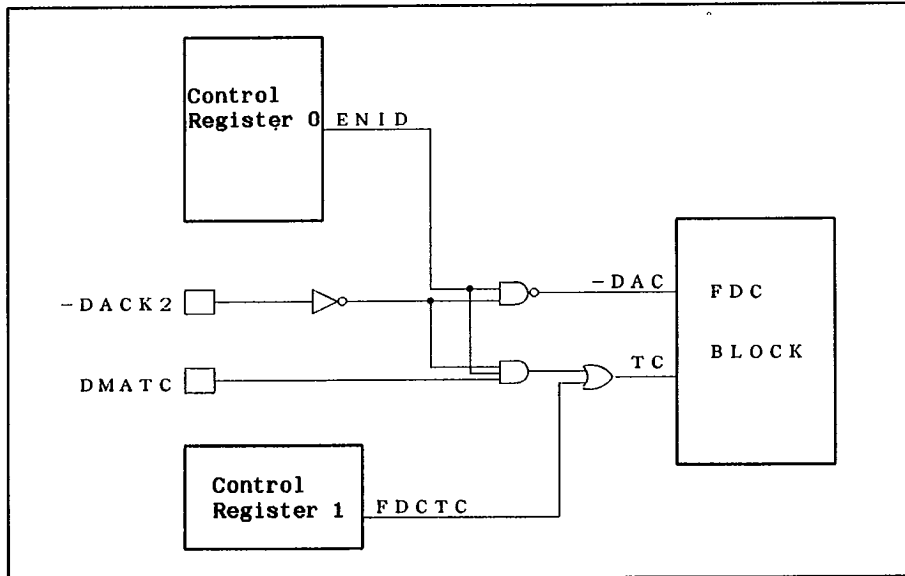 Control
Register 0
ENID
-DACK2
DMATC
-DAC
TC
FDC
BLOCK
Control
Register 1
FDCTC